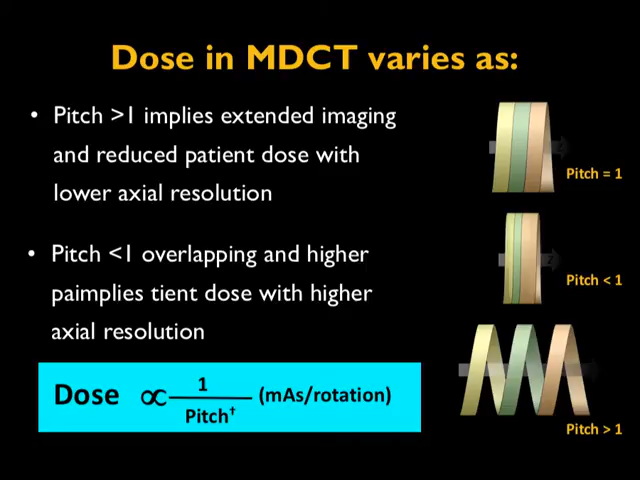 Dose in MDCT varies as:
• Pitch >1 implies extended imaging
and reduced patient dose with
lower axial resolution
• Pitch <1 overlapping and higher
paimplies tient dose with higher
axial resolution
Pitch = 1
z
Pitch < 1
Pitch > 1
Dose ∝ 1 (mAs/rotation)
Pitch†